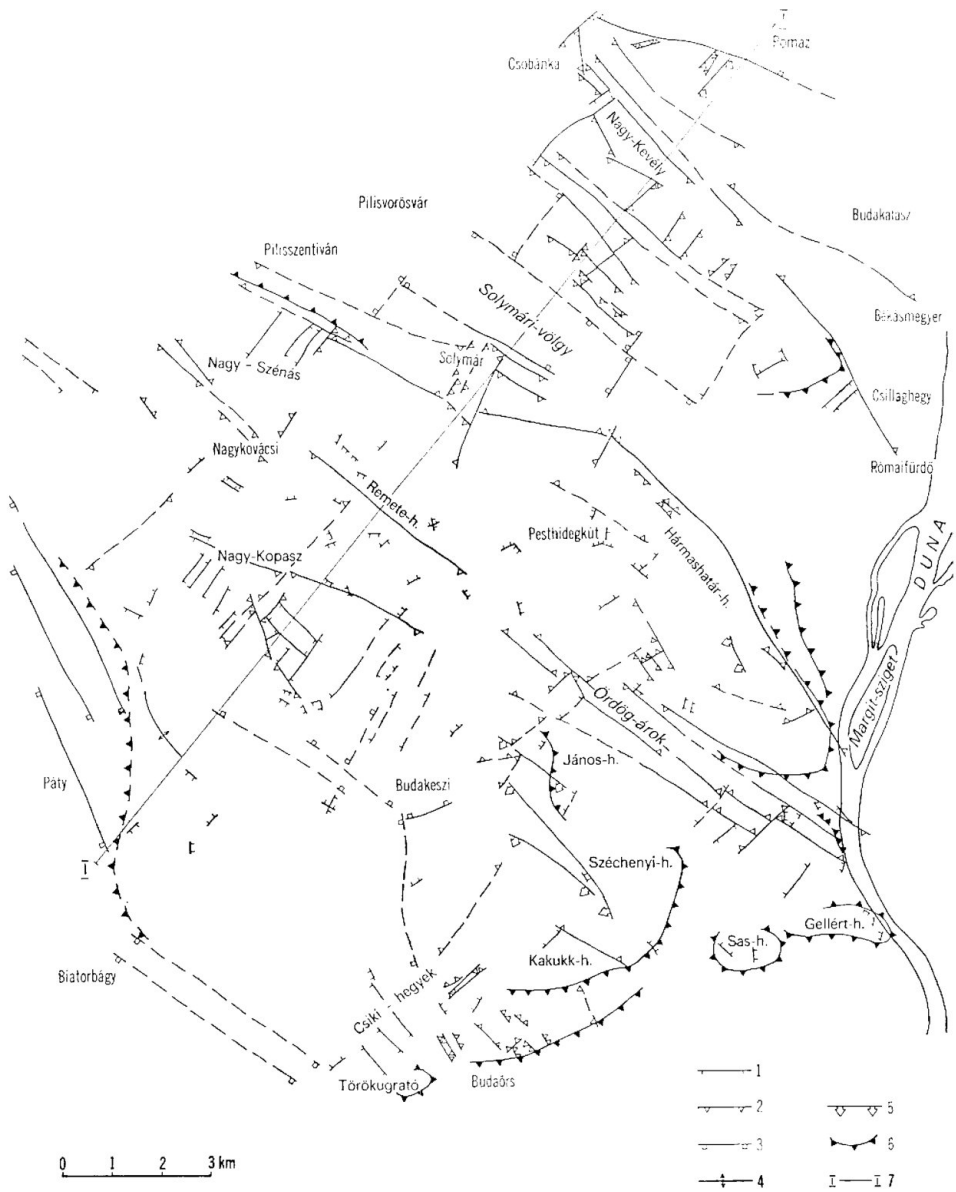 I
Pomaz
Csobánka
Nagy-Kevély
Pilisvörösvár
Budakalász
Pilisszentiván
Solymári-völgy
Békásmegyer
Nagy-Szénás
Solymár
Csillaghegy
Nagykovácsi
Rómaifürdő
Remete-h.
Pesthidegkút
Hármashatár-h.
Nagy-Kopasz
DUNA
Margit-sziget
Ördög-árok
János-h.
Páty
Budakeszi
Széchenyi-h.
I
Gellért-h.
Sas-h.
Kakukk-h.
Biatorbágy
Csiki-hegyek
Törökugrató
Budaörs
1
2
3
4
5
6
I I 7
0 1 2 3 km